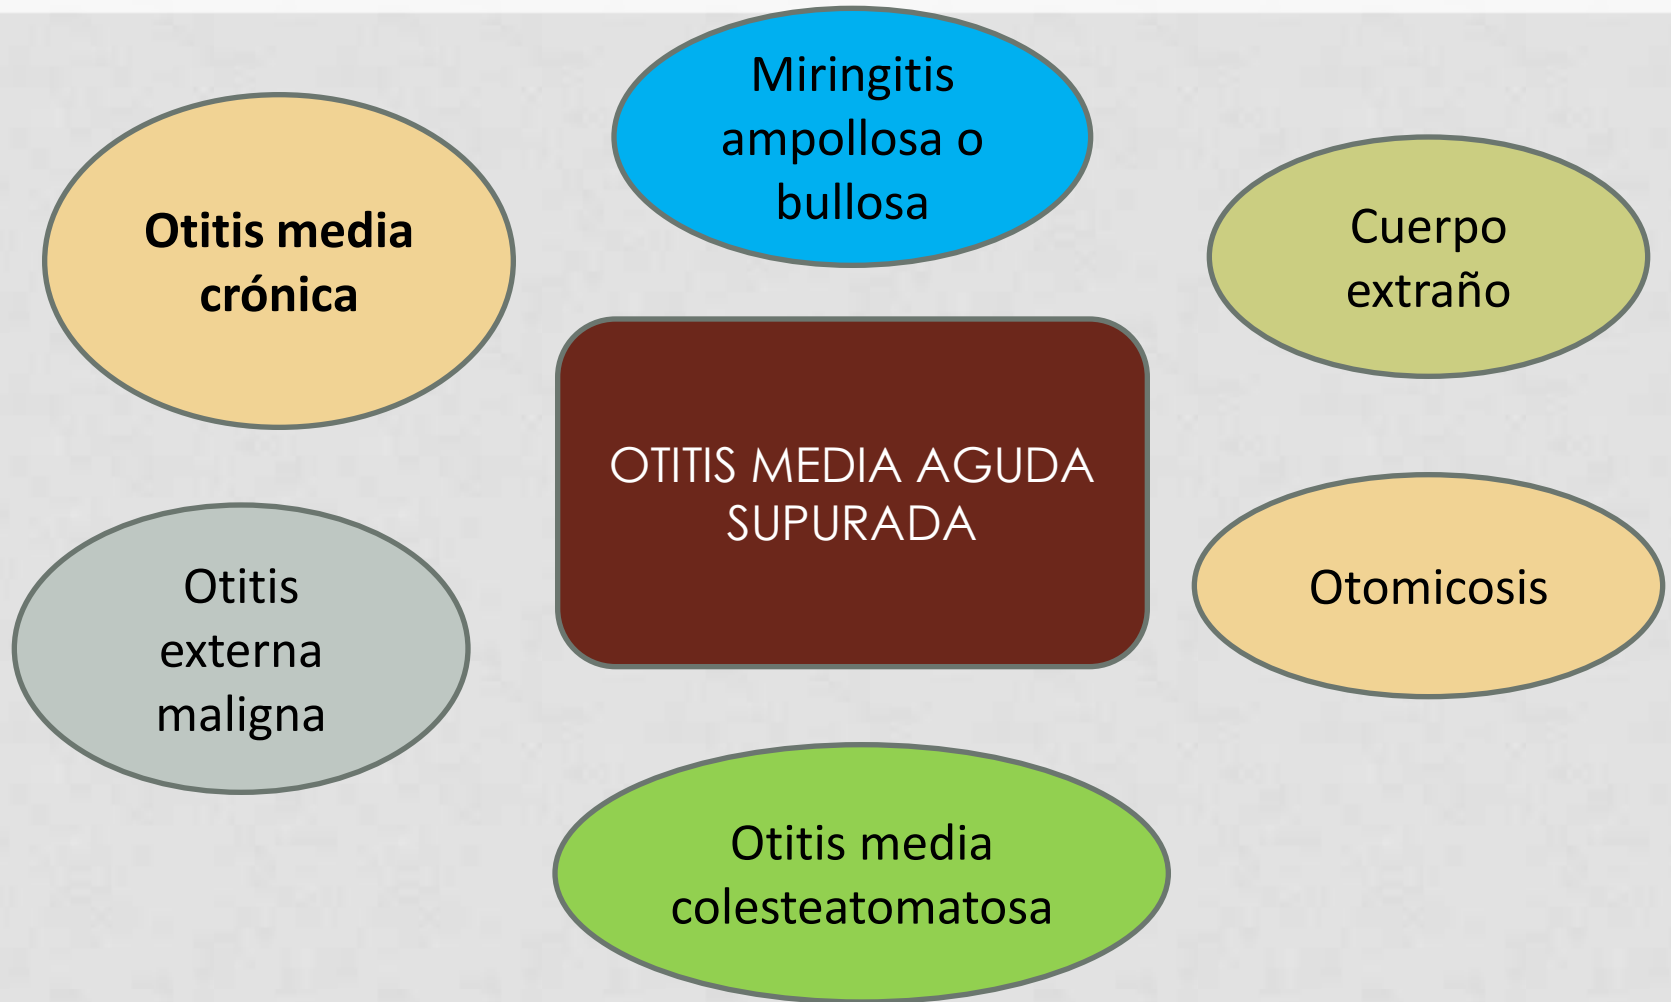 Miringitis
ampollosa o
bullosa
Otitis media
crónica
Cuerpo
extraño
OTITIS MEDIA AGUDA
SUPURADA
Otitis
externa
maligna
Otomicosis
Otitis media
colesteatomatosa